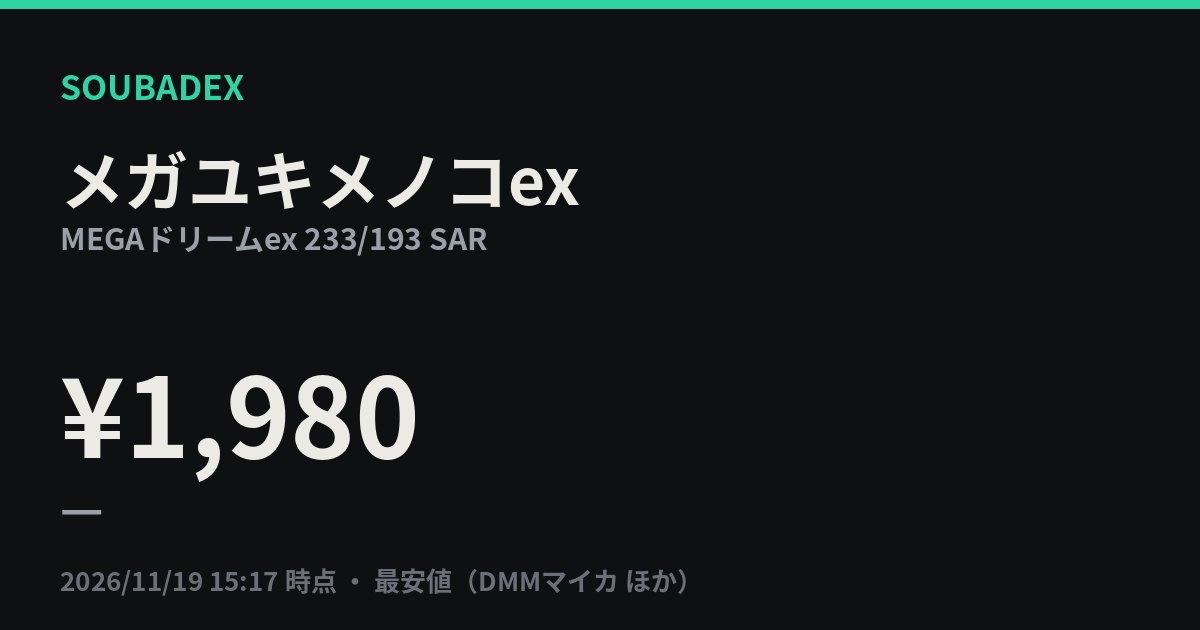 SOUBADEX
メガユキメノコex
MEGAドリームex 233/193 SAR
¥1,980
—
2026/11/19 15:17 時点 ・ 最安値（DMMマイカ ほか）